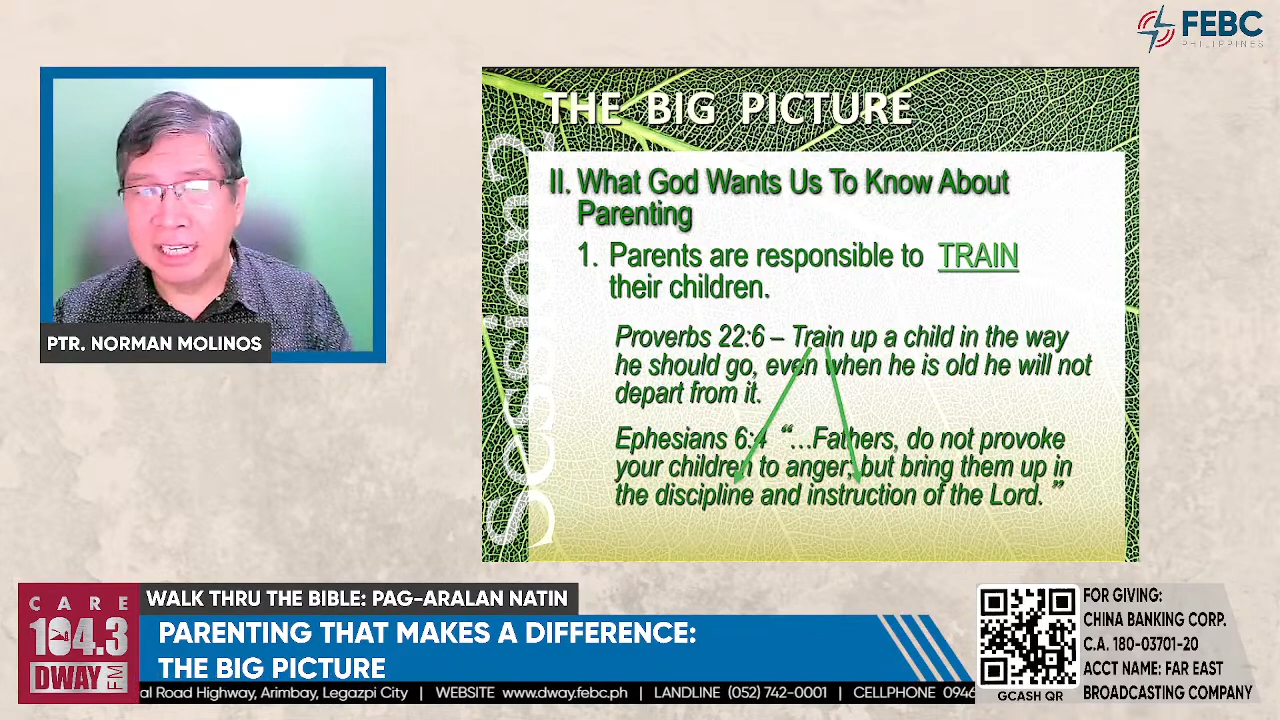 FEBC
PHILIPPINES
PTR. NORMAN MOLINOS
THE BIG PICTURE
Session 2
II. What God Wants Us To Know About
Parenting
1. Parents are responsible to TRAIN
their children.
Proverbs 22:6 – Train up a child in the way
he should go, even when he is old he will not
depart from it.
Ephesians 6:4 “…Fathers, do not provoke
your children to anger; but bring them up in
the discipline and instruction of the Lord.”
CARE
104.3
DWAY FM
WALK THRU THE BIBLE: PAG-ARALAN NATIN
PARENTING THAT MAKES A DIFFERENCE:
THE BIG PICTURE
al Road Highway, Arimbay, Legazpi City | WEBSITE www.dway.febc.ph | LANDLINE (052) 742-0001 | CELLPHONE 0946
GCASH QR
FOR GIVING:
CHINA BANKING CORP.
C.A. 180-03701-20
ACCT NAME: FAR EAST
BROADCASTING COMPANY